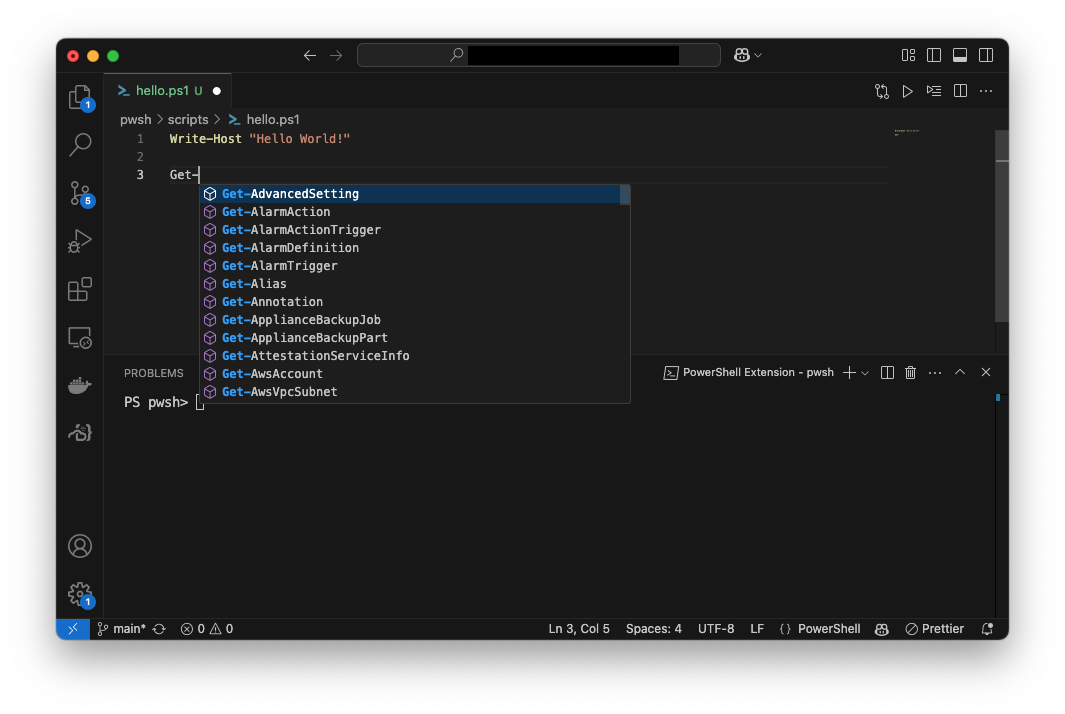 hello.ps1 U
pwsh > scripts > hello.ps1
1 Write-Host "Hello World!"
2
3 Get-
Get-AdvancedSetting
Get-AlarmAction
Get-AlarmActionTrigger
Get-AlarmDefinition
Get-AlarmTrigger
Get-Alias
Get-Annotation
Get-ApplianceBackupJob
Get-ApplianceBackupPart
Get-AttestationServiceInfo
Get-AwsAccount
Get-AwsVpcSubnet
1
5
1
PROBLEMS PowerShell Extension - pwsh
PS pwsh>
main* 0 0 Ln 3, Col 5 Spaces: 4 UTF-8 LF {} PowerShell Prettier